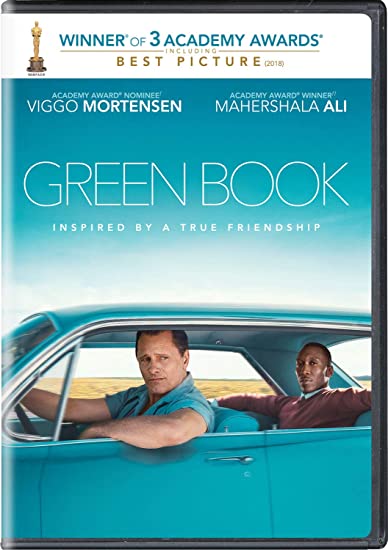 WINNER OF 3 ACADEMY AWARDS®
INCLUDING
BEST PICTURE (2018)
ACADEMY AWARD® NOMINEE
VIGGO MORTENSEN
ACADEMY AWARD® WINNER
MAHERSHALA ALI
GREEN BOOK
INSPIRED BY A TRUE FRIENDSHIP